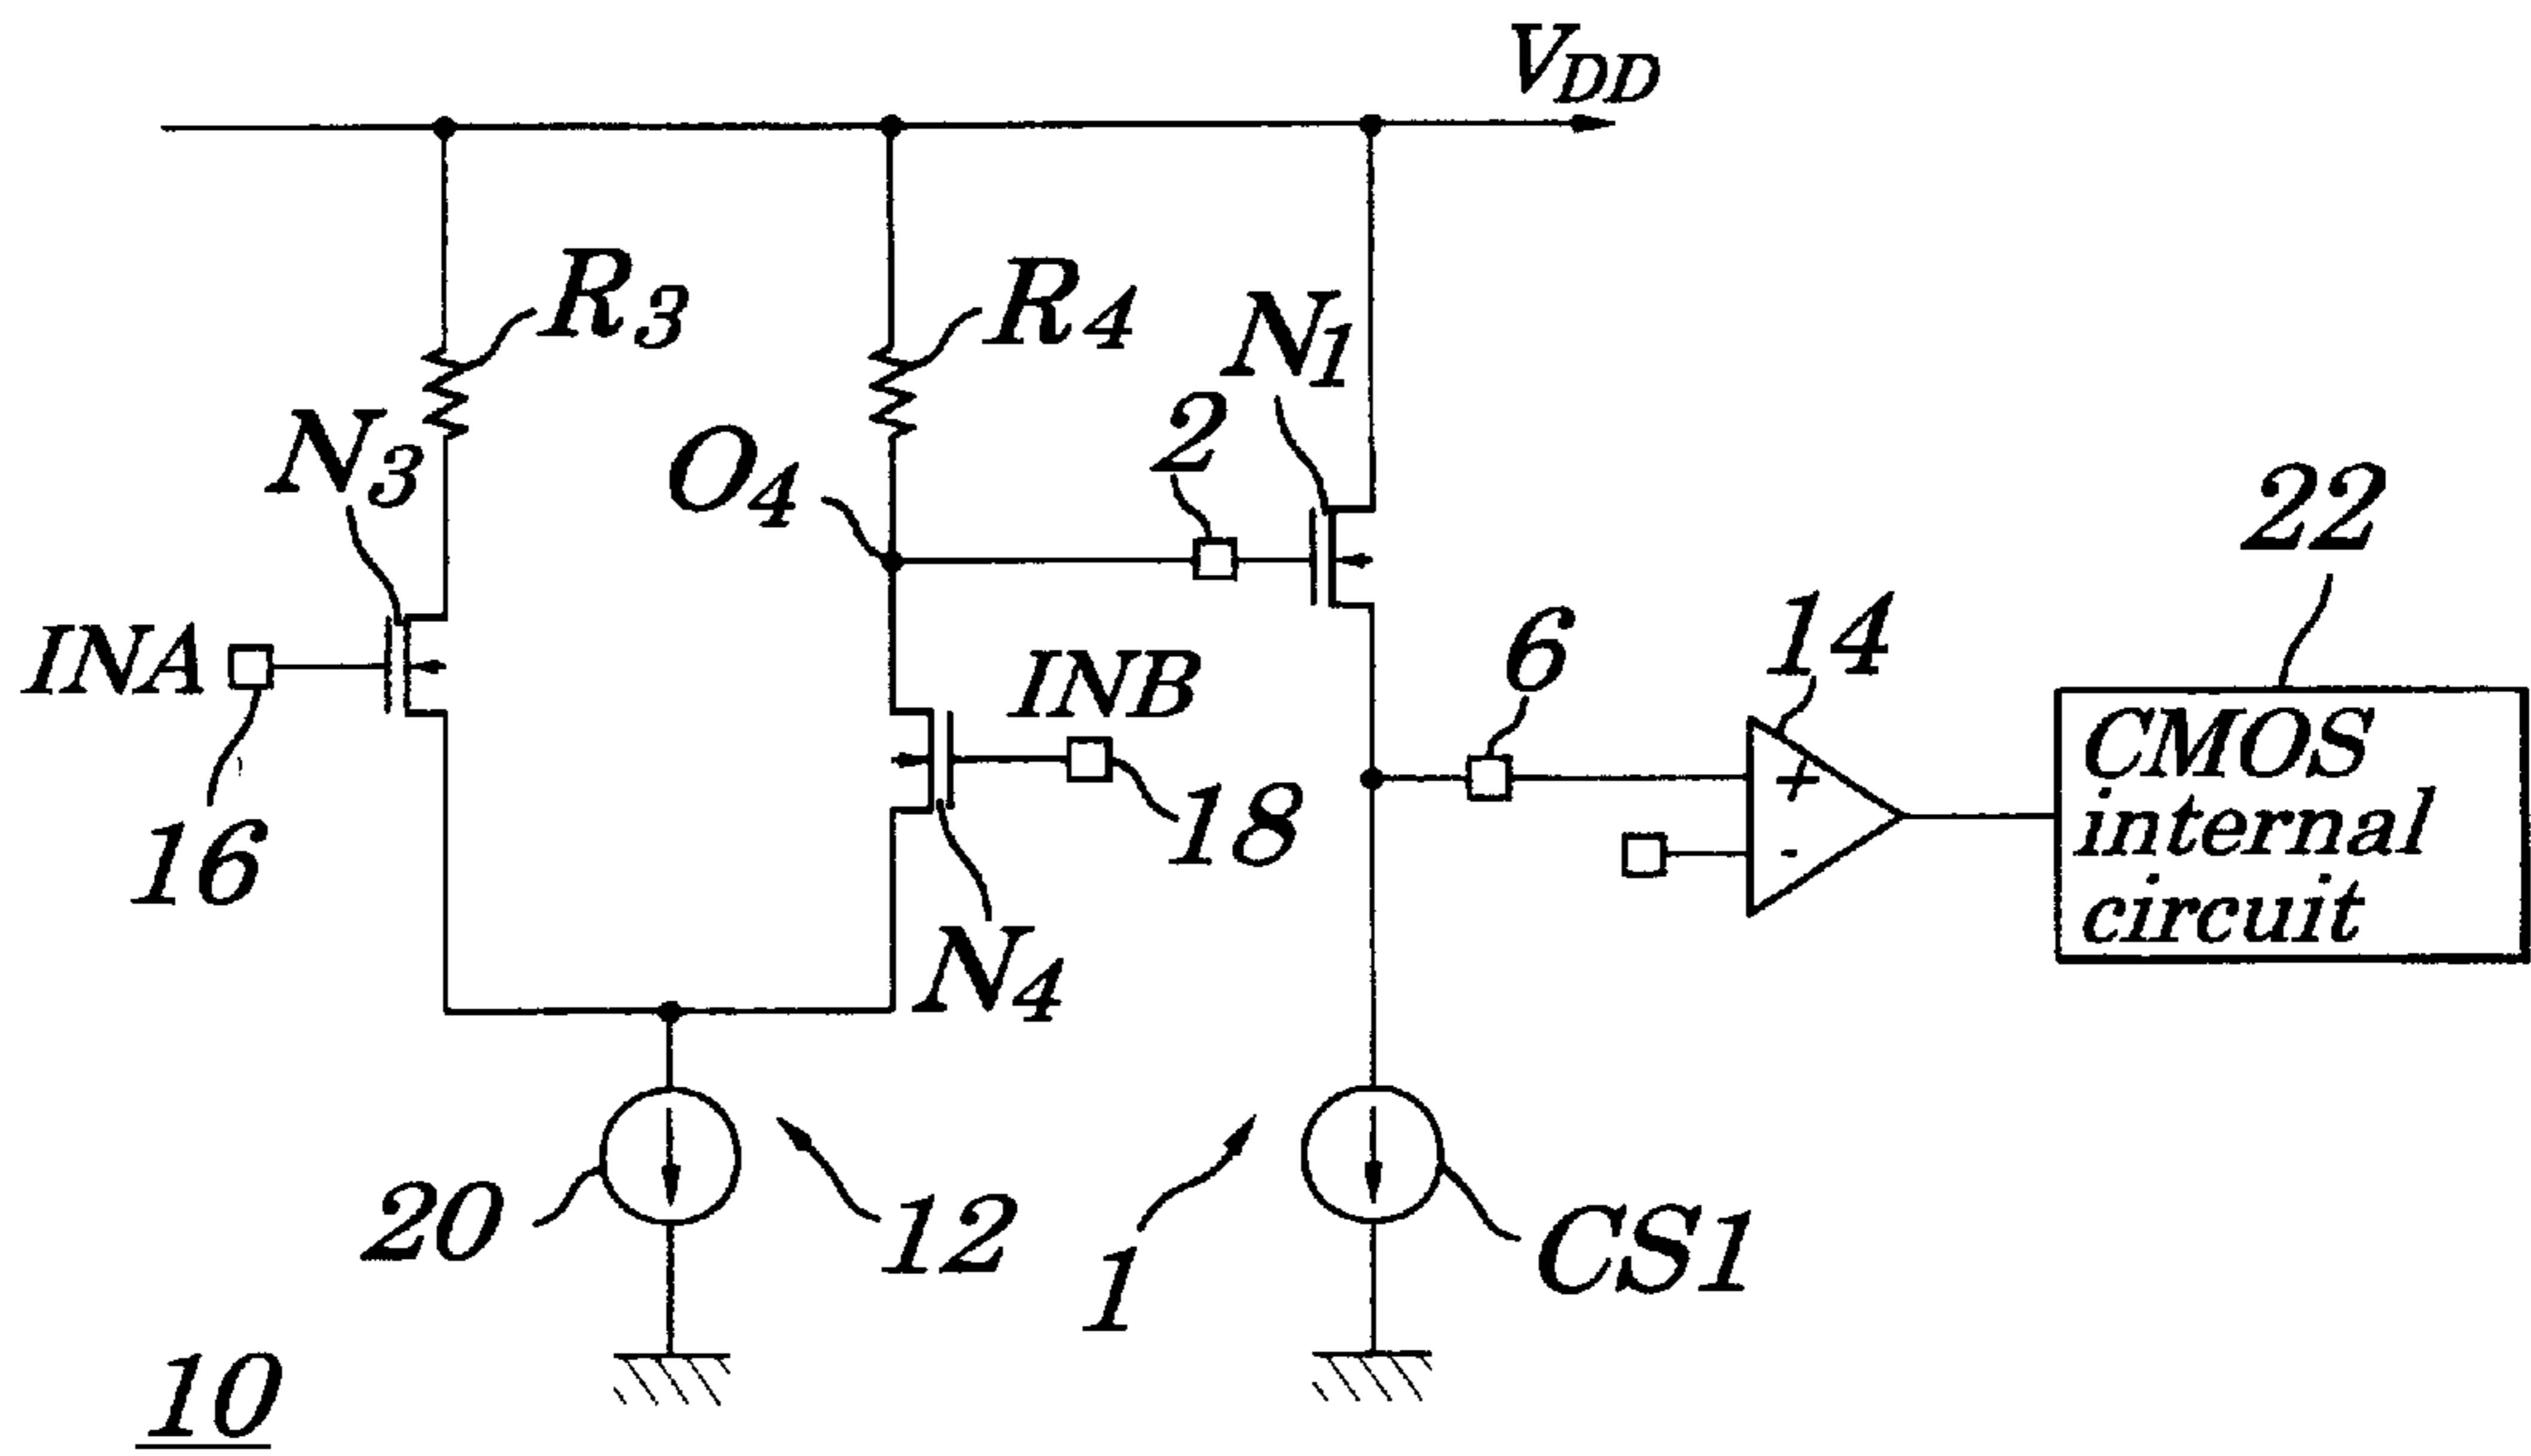 VDD
R3
R4
N1
N3
O4
2
22
INA
INB
6
14
CMOS
internal
circuit
+
-
16
18
N4
20
12
1
CS1
10